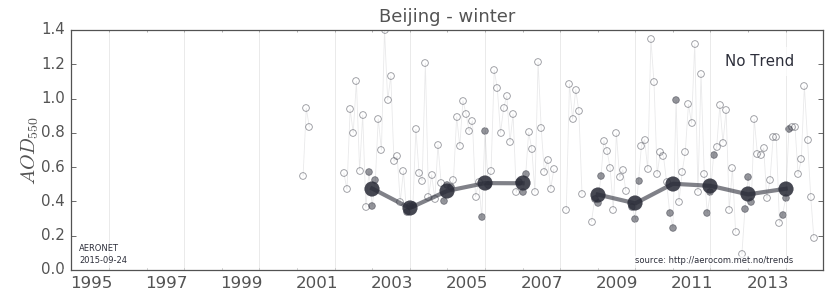 Beijing - winter
1.4
1.2
1.0
0.8
0.6
0.4
0.2
0.0
AOD550
No Trend
AERONET
2015-09-24
source: http://aerocom.met.no/trends
1995 1997 1999 2001 2003 2005 2007 2009 2011 2013